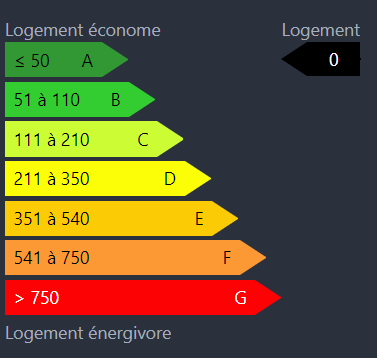 Logement économe Logement
≤ 50 A 0
51 à 110 B
111 à 210 C
211 à 350 D
351 à 540 E
541 à 750 F
> 750 G
Logement énergivore